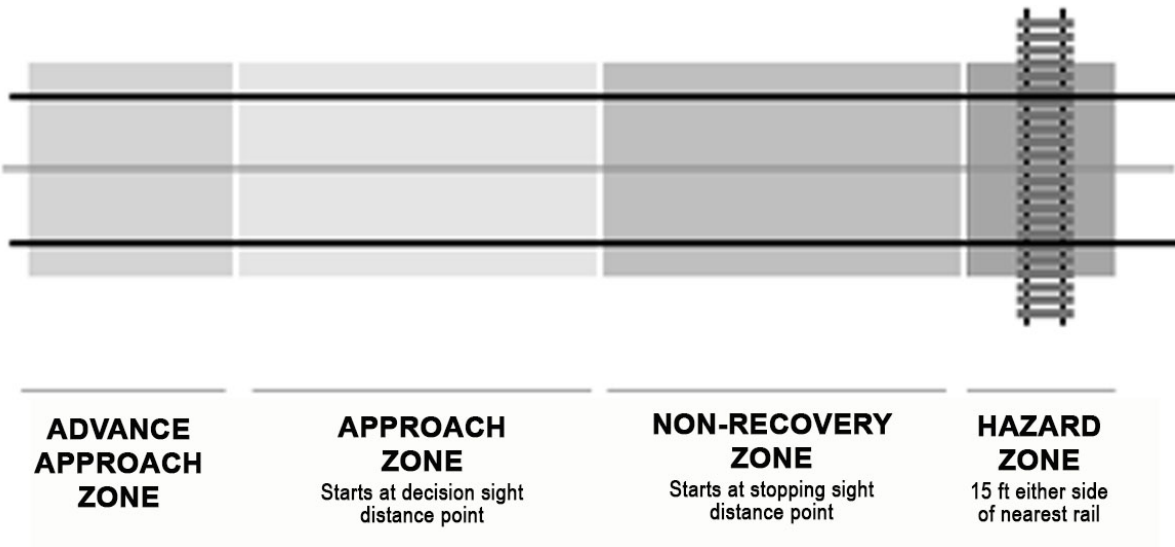 ADVANCE
APPROACH
ZONE
APPROACH
ZONE
Starts at decision sight
distance point
NON-RECOVERY
ZONE
Starts at stopping sight
distance point
HAZARD
ZONE
15 ft either side
of nearest rail